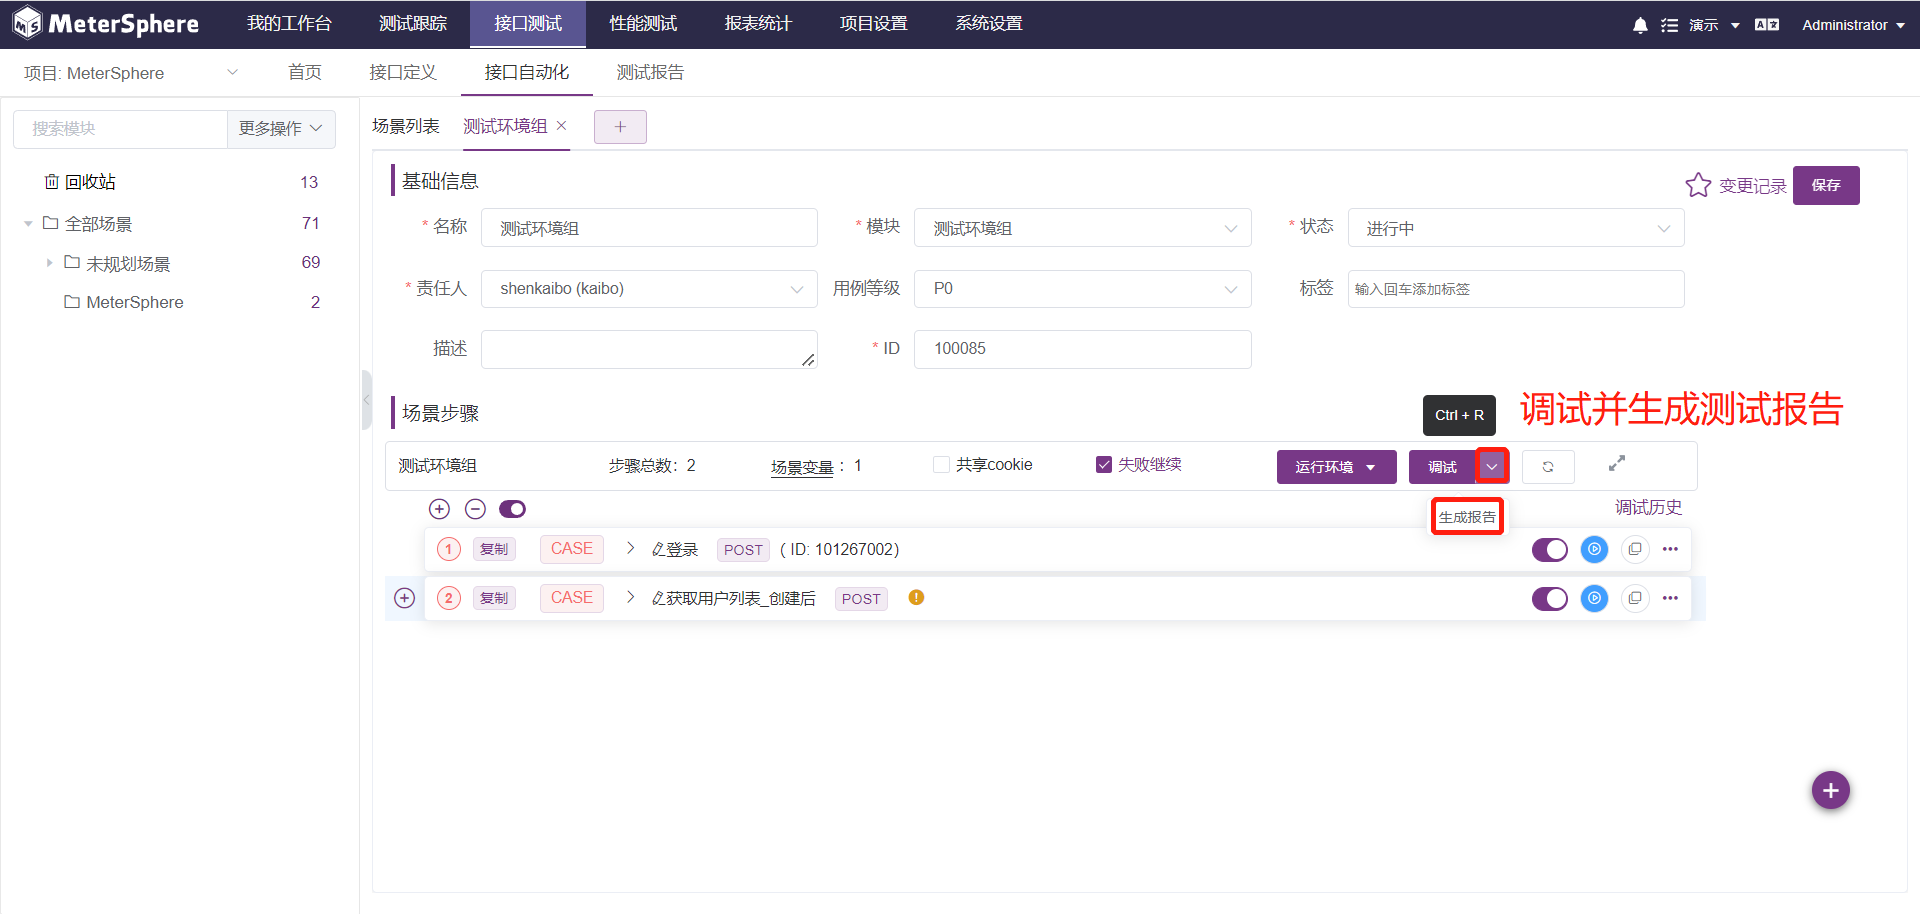 MeterSphere 我的工作台 测试跟踪 接口测试 性能测试 报表统计 项目设置 系统设置 演示 Administrator
项目: MeterSphere 首页 接口定义 接口自动化 测试报告
搜索模块 更多操作
回收站 13
全部场景 71
未规划场景 69
MeterSphere 2
场景列表 测试环境组 × +
基础信息
变更记录 保存
* 名称 测试环境组 * 模块 测试环境组 * 状态 进行中
* 责任人 shenkaibo (kaibo) 用例等级 P0 标签 输入回车添加标签
描述 * ID 100085
场景步骤
Ctrl + R 调试并生成测试报告
测试环境组 步骤总数: 2 场景变量 : 1 共享cookie 失败继续 运行环境 调试
生成报告 调试历史
1 复制 CASE 登录 POST ( ID: 101267002)
2 复制 CASE 获取用户列表_创建后 POST